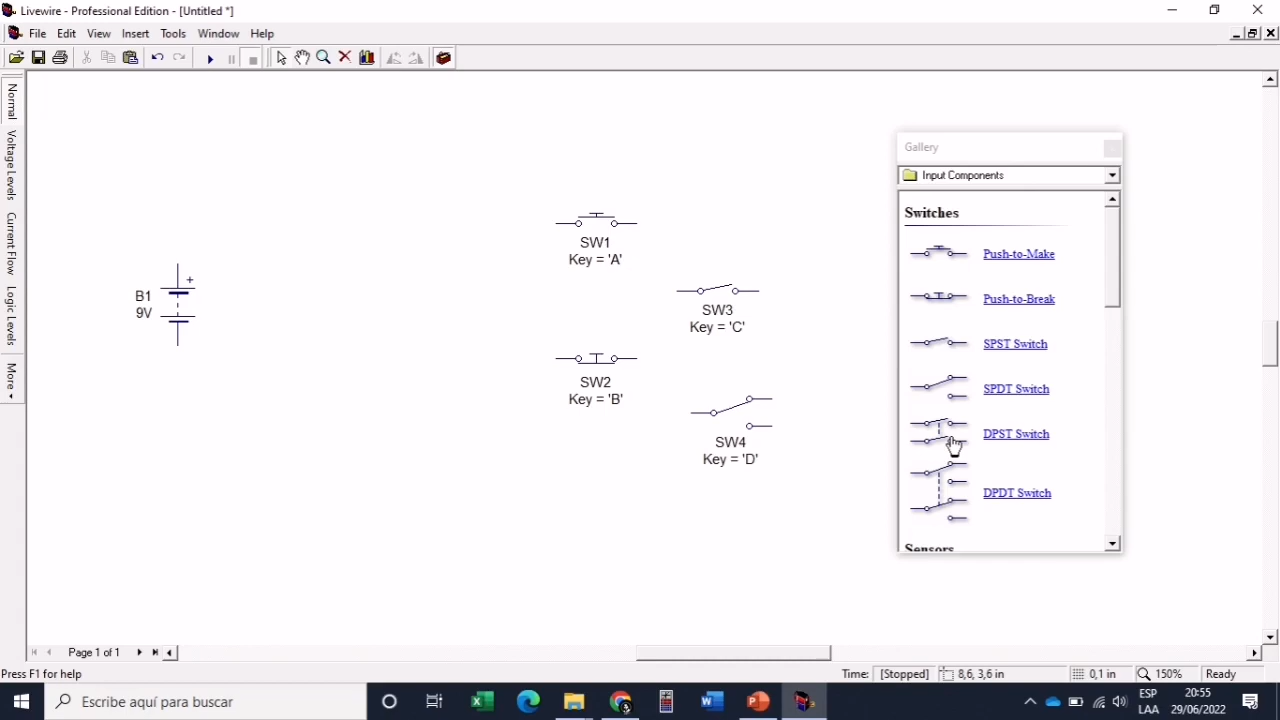 Livewire - Professional Edition - [Untitled *]
File Edit View Insert Tools Window Help
Normal
Voltage Levels
Current Flow
Logic Levels
More
B1
9V
+
SW1
Key = 'A'
SW3
Key = 'C'
SW2
Key = 'B'
SW4
Key = 'D'
Gallery
Input Components
Switches
Push-to-Make
Push-to-Break
SPST Switch
SPDT Switch
DPST Switch
DPDT Switch
Sensors
Page 1 of 1
Press F1 for help
Time: [Stopped] 8,6, 3,6 in 0,1 in 150% Ready
Escribe aquí para buscar
ESP
LAA
20:55
29/06/2022